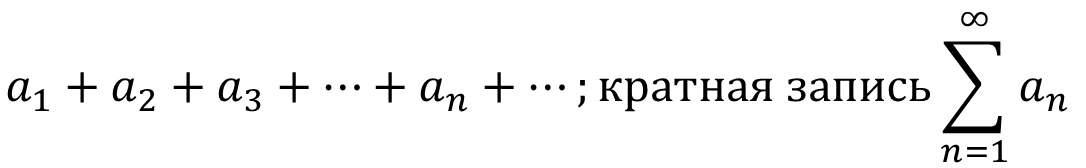 a₁ + a₂ + a₃ + ⋯ + aₙ + ⋯ ; кратная запись ∑_{n=1}^{∞} aₙ